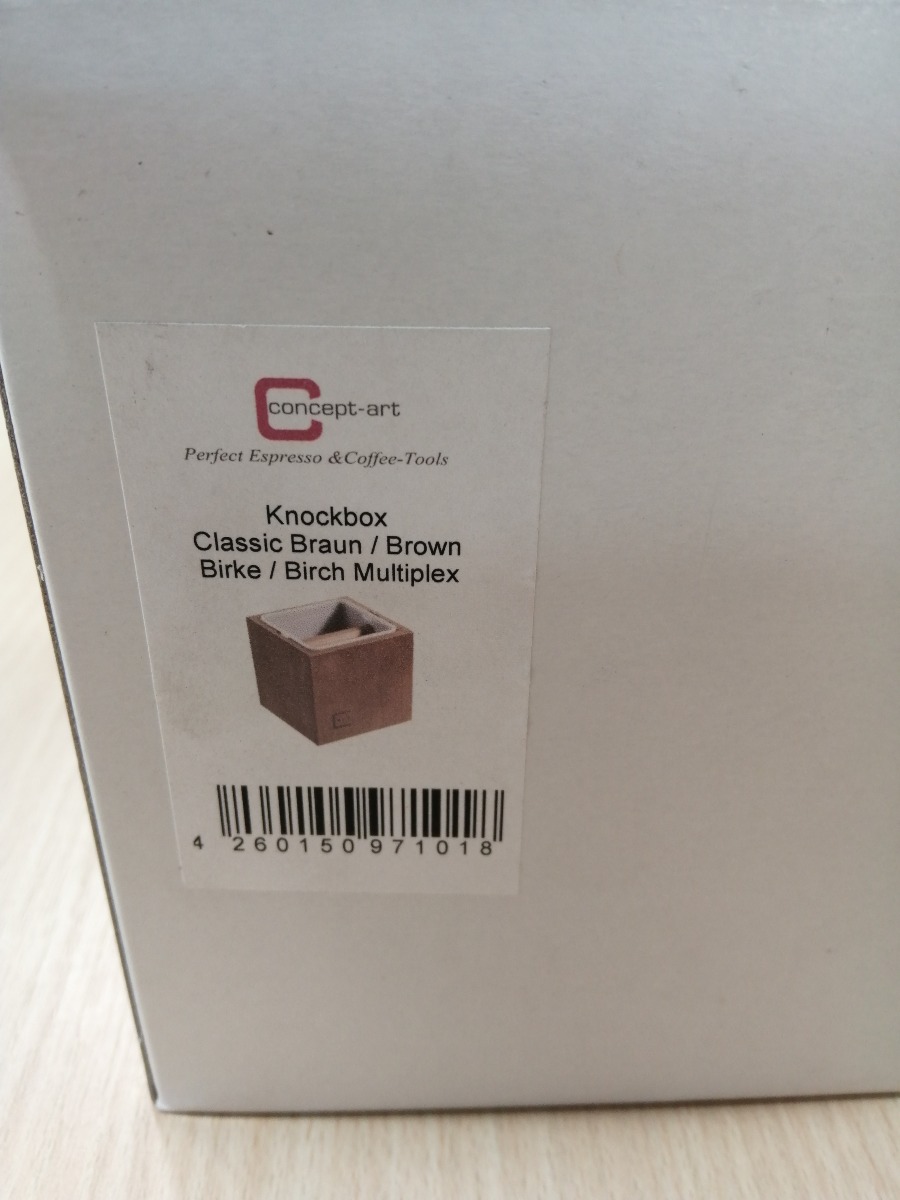 concept-art
Perfect Espresso &Coffee-Tools
Knockbox
Classic Braun / Brown
Birke / Birch Multiplex
4 260150 971018